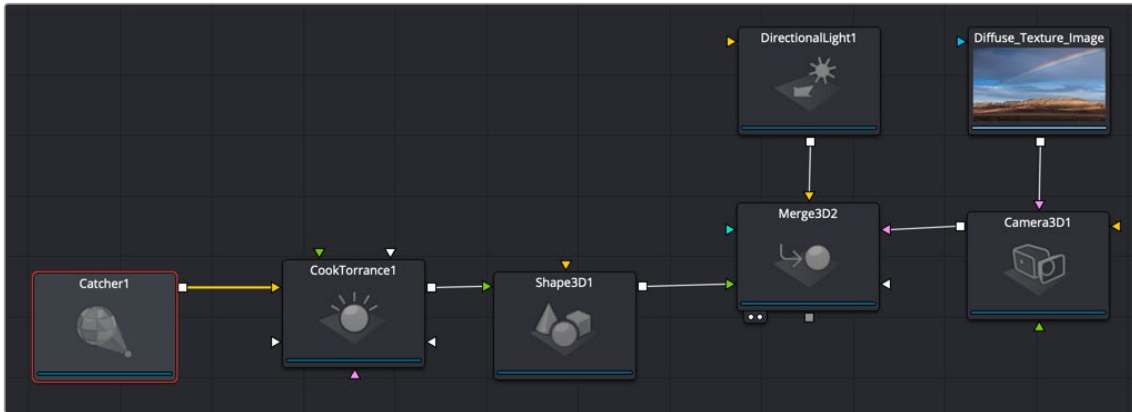 DirectionalLight1
Diffuse_Texture_Image
Merge3D2
Camera3D1
CookTorrance1
Catcher1
Shape3D1